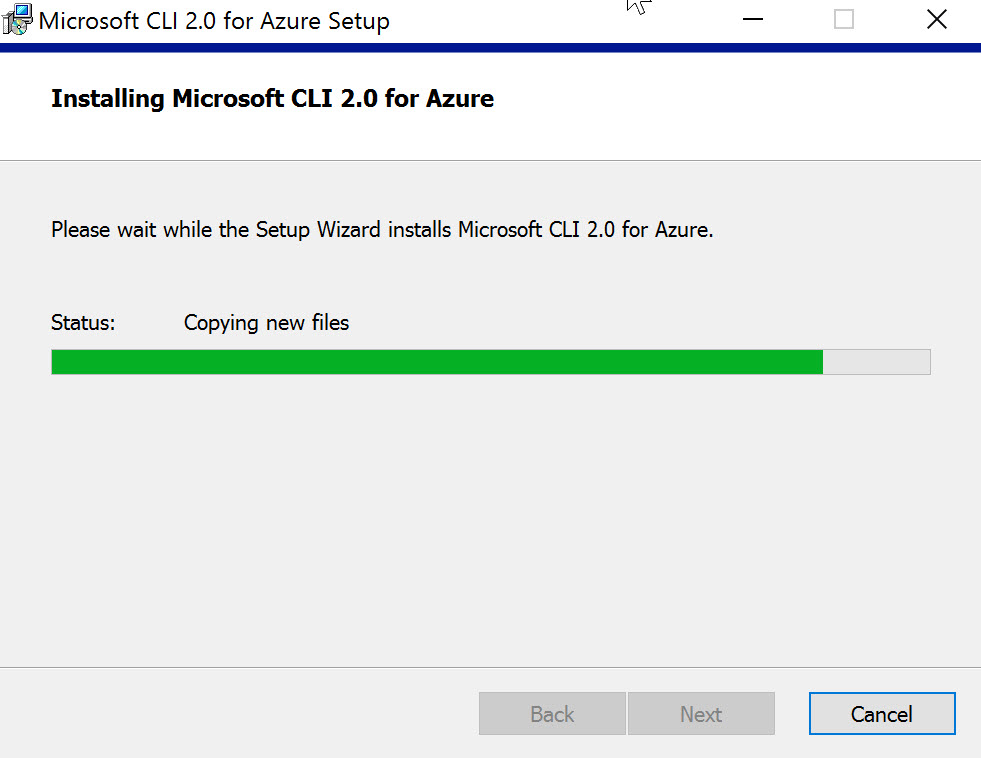 Microsoft CLI 2.0 for Azure Setup
Installing Microsoft CLI 2.0 for Azure
Please wait while the Setup Wizard installs Microsoft CLI 2.0 for Azure.
Status: Copying new files
Back Next Cancel